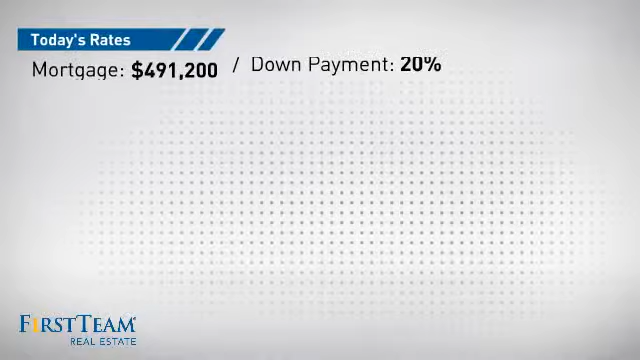 Today's Rates
Mortgage: $491,200 / Down Payment: 20%
FIRSTTEAM®
REAL ESTATE